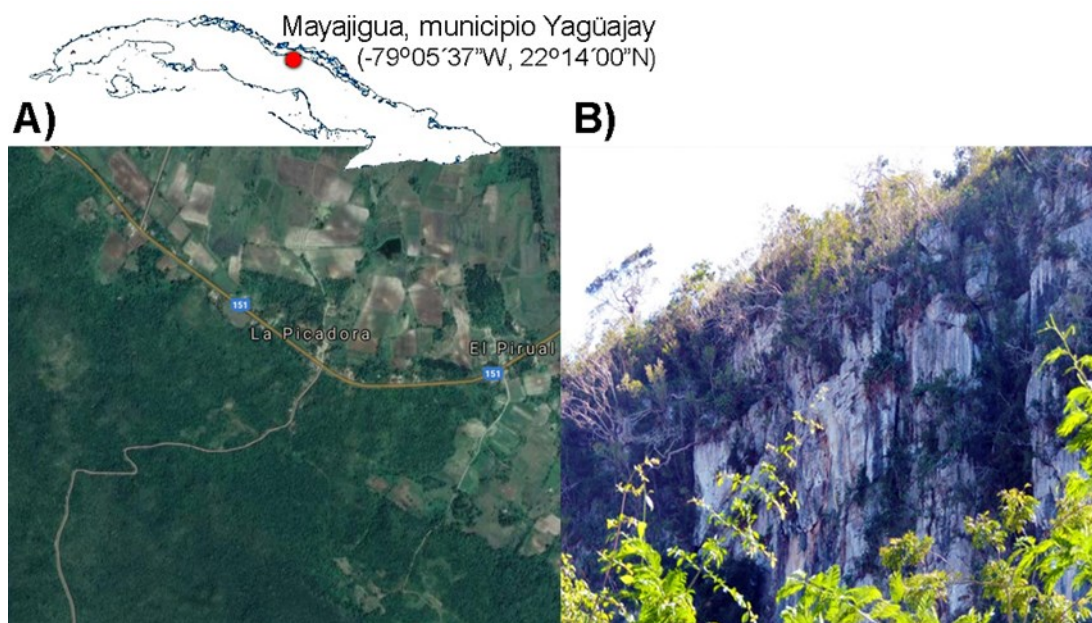 Mayajigua, municipio Yagüajay
(-79º05´37”W, 22º14´00”N)
A)
B)
151
La Picadora
El Pirual
151